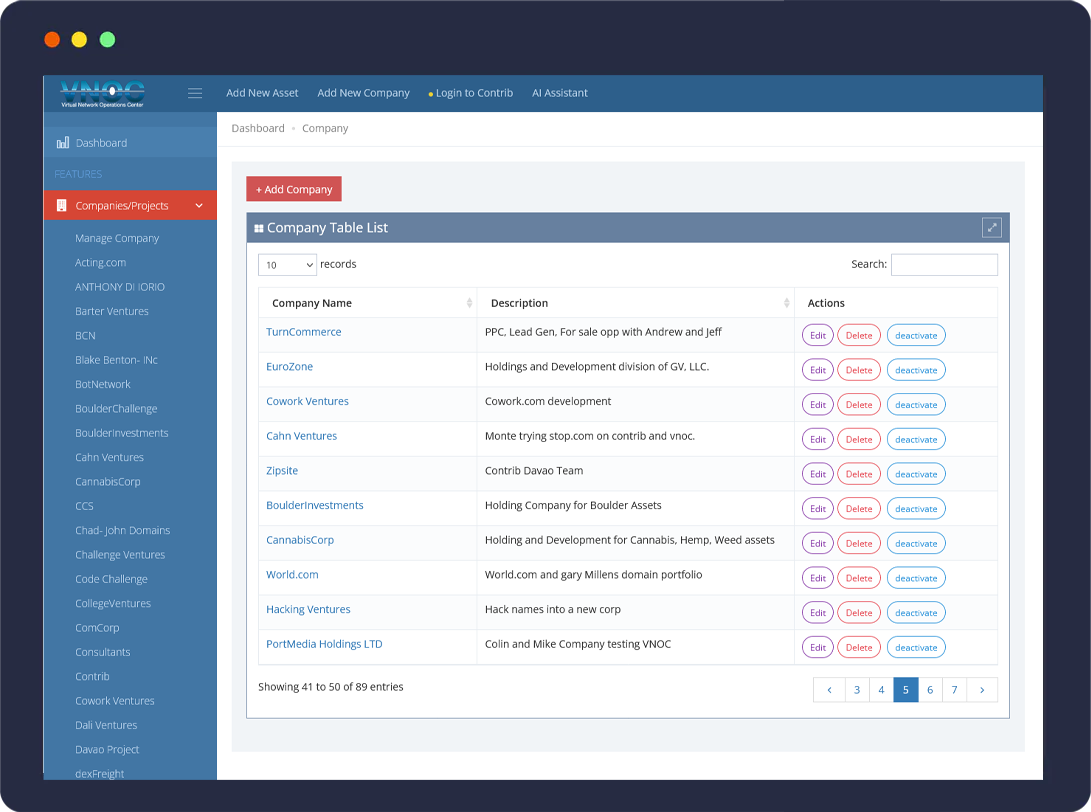 VNOC
Virtual Network Operations Center
Add New Asset Add New Company Login to Contrib AI Assistant
Dashboard
FEATURES
Companies/Projects
Manage Company
Acting.com
ANTHONY DI IORIO
Barter Ventures
BCN
Blake Benton- INc
BotNetwork
BoulderChallenge
BoulderInvestments
Cahn Ventures
CannabisCorp
CCS
Chad- John Domains
Challenge Ventures
Code Challenge
CollegeVentures
ComCorp
Consultants
Contrib
Cowork Ventures
Dali Ventures
Davao Project
dexFreight
Dashboard Company
+ Add Company
Company Table List
10 records Search:
Company Name Description Actions
TurnCommerce PPC, Lead Gen, For sale opp with Andrew and Jeff Edit Delete deactivate
EuroZone Holdings and Development division of GV, LLC. Edit Delete deactivate
Cowork Ventures Cowork.com development Edit Delete deactivate
Cahn Ventures Monte trying stop.com on contrib and vnoc. Edit Delete deactivate
Zipsite Contrib Davao Team Edit Delete deactivate
BoulderInvestments Holding Company for Boulder Assets Edit Delete deactivate
CannabisCorp Holding and Development for Cannabis, Hemp, Weed assets Edit Delete deactivate
World.com World.com and gary Millens domain portfolio Edit Delete deactivate
Hacking Ventures Hack names into a new corp Edit Delete deactivate
PortMedia Holdings LTD Colin and Mike Company testing VNOC Edit Delete deactivate
Showing 41 to 50 of 89 entries ‹ 3 4 5 6 7 ›